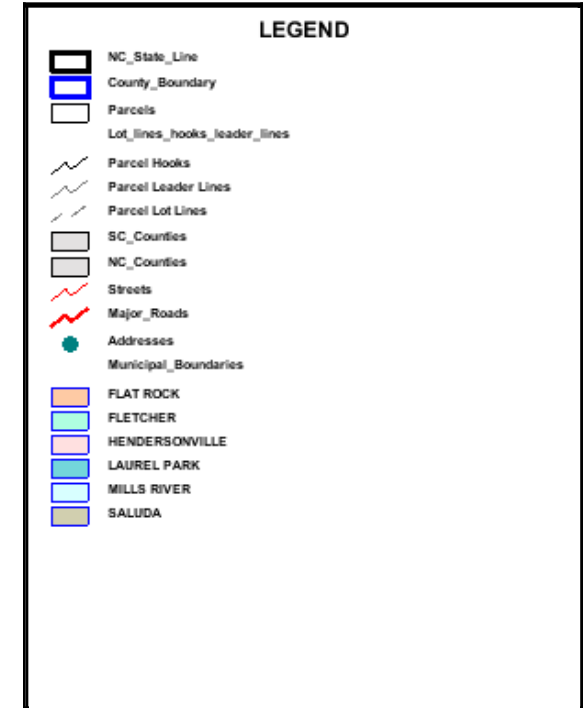 LEGEND
NC_State_Line
County_Boundary
Parcels
Lot_lines_hooks_leader_lines
Parcel Hooks
Parcel Leader Lines
Parcel Lot Lines
SC_Counties
NC_Counties
Streets
Major_Roads
Addresses
Municipal_Boundaries
FLAT ROCK
FLETCHER
HENDERSONVILLE
LAUREL PARK
MILLS RIVER
SALUDA